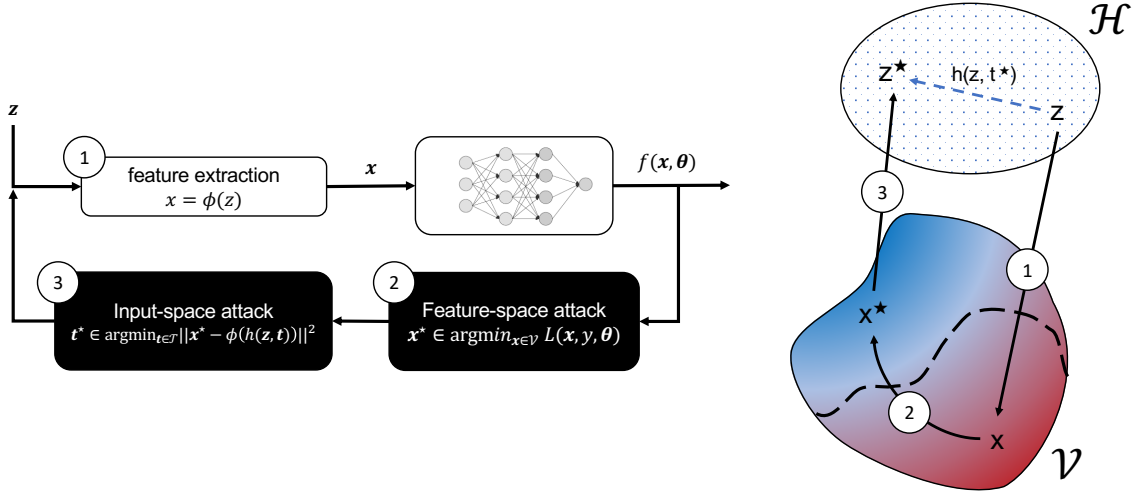 z
1
feature extraction
x = ϕ(z)
x
f(x, θ)
3
Input-space attack
t⋆ ∈ argmin_{t∈𝒯} ||x⋆ − ϕ(h(z, t))||²
2
Feature-space attack
x⋆ ∈ argmin_{x∈𝒱} L(x, y, θ)
ℋ
z★
h(z, t★)
z
3
1
x★
2
x
𝒱